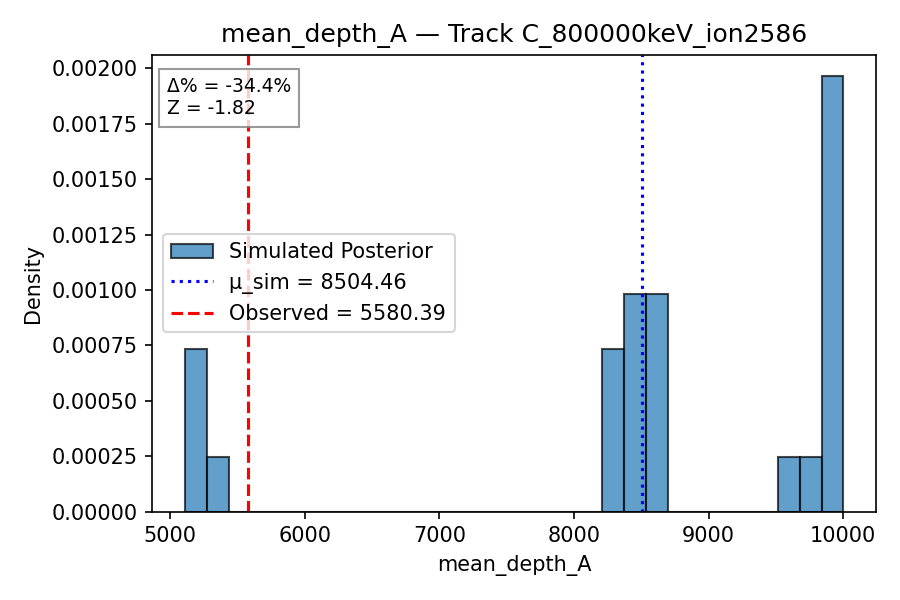 mean_depth_A — Track C_800000keV_ion2586
Δ% = -34.4%
Z = -1.82
Simulated Posterior
μ_sim = 8504.46
Observed = 5580.39
Density
0.00200
0.00175
0.00150
0.00125
0.00100
0.00075
0.00050
0.00025
0.00000
5000
6000
7000
8000
9000
10000
mean_depth_A